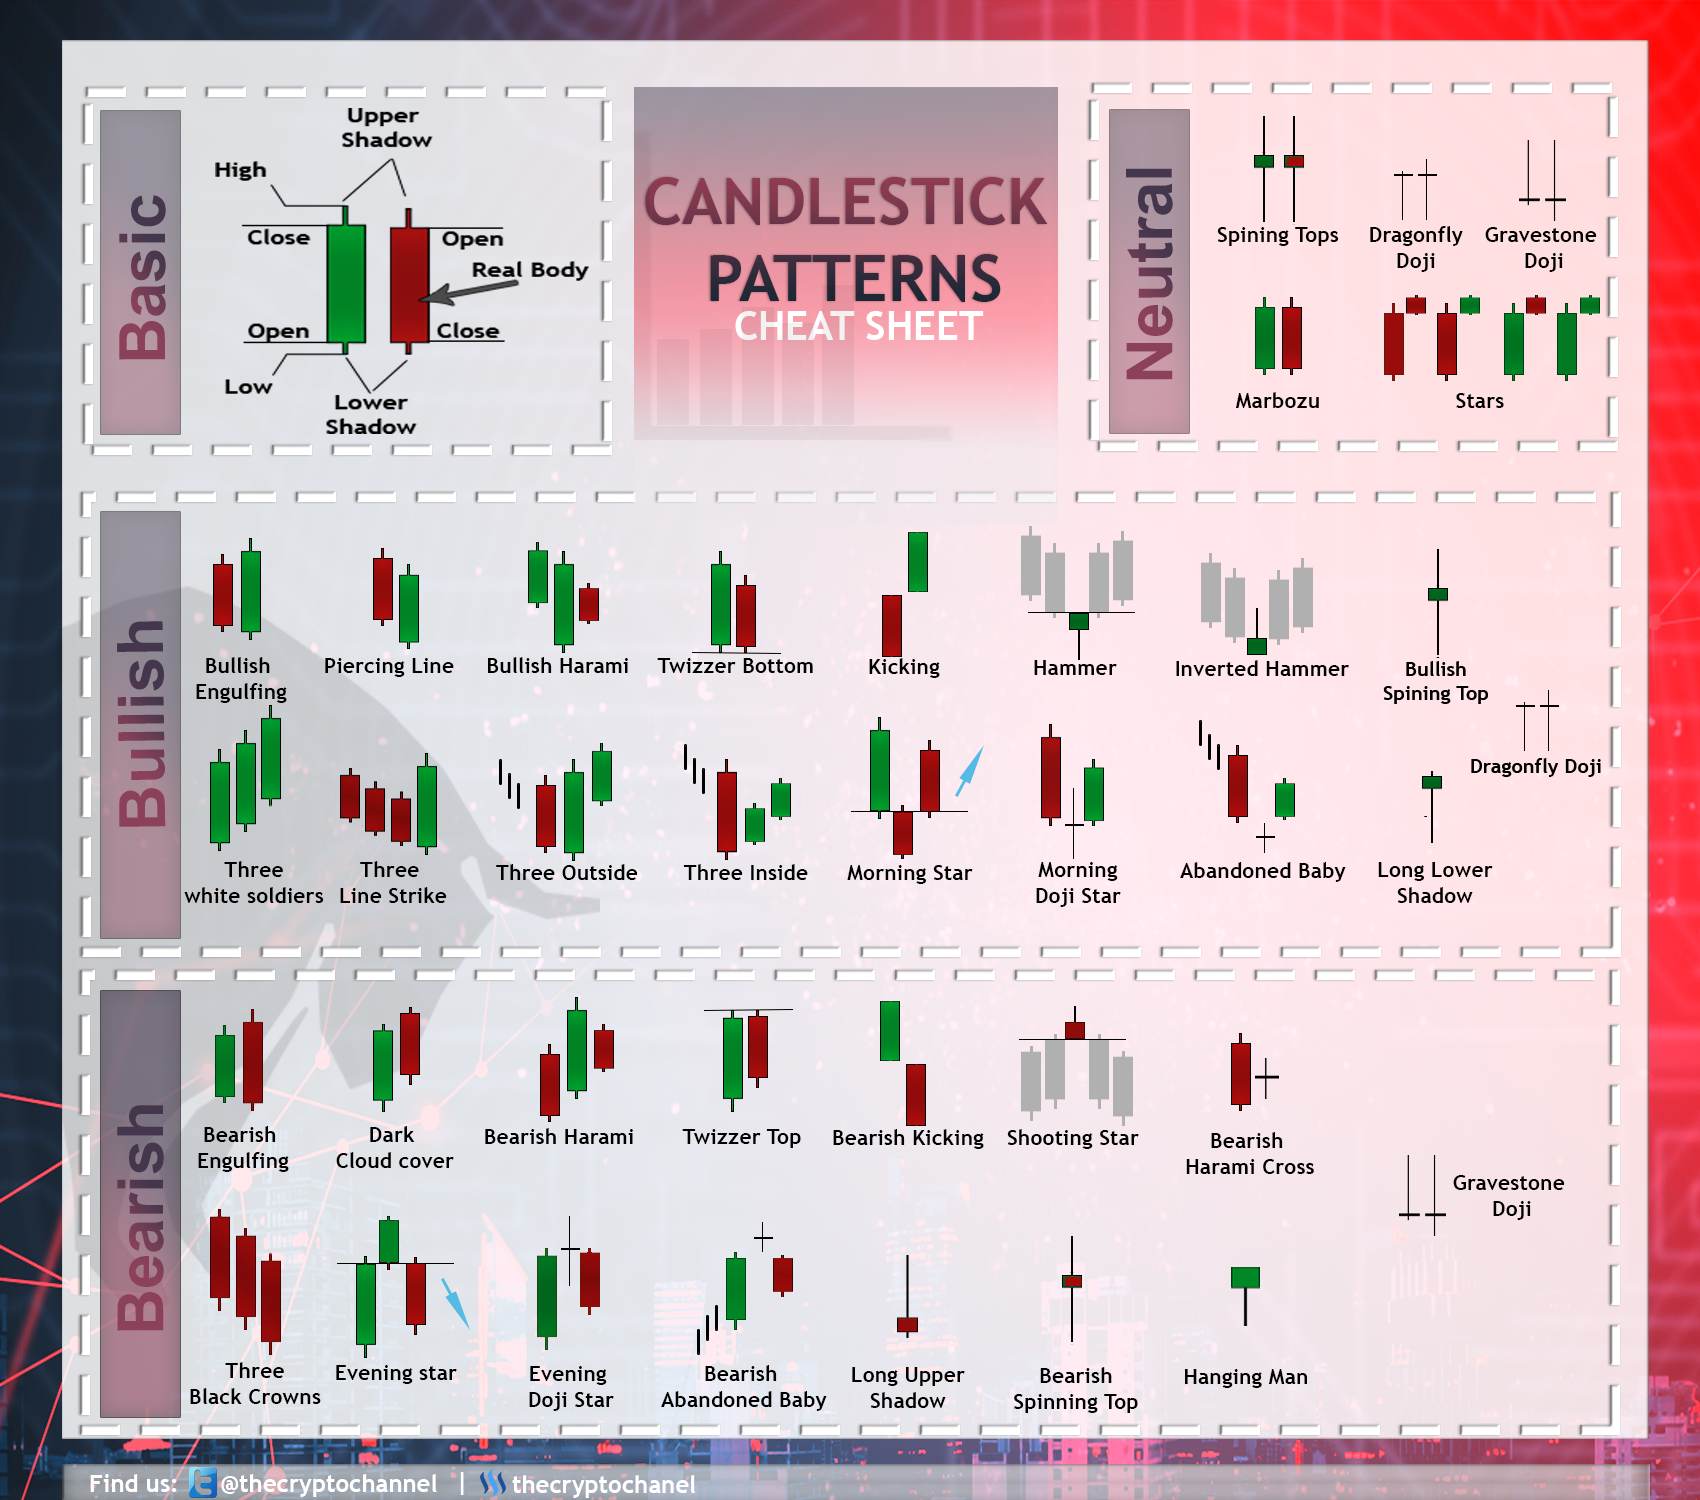 Basic
Upper
Shadow
High
Close
Open
Real Body
Open
Close
Low
Lower
Shadow
CANDLESTICK
PATTERNS
CHEAT SHEET
Neutral
Spining Tops
Dragonfly
Doji
Gravestone
Doji
Marbozu
Stars
Bullish
Bullish
Engulfing
Piercing Line
Bullish Harami
Twizzer Bottom
Kicking
Hammer
Inverted Hammer
Bullish
Spining Top
Dragonfly Doji
Three
white soldiers
Three
Line Strike
Three Outside
Three Inside
Morning Star
Morning
Doji Star
Abandoned Baby
Long Lower
Shadow
Bearish
Bearish
Engulfing
Dark
Cloud cover
Bearish Harami
Twizzer Top
Bearish Kicking
Shooting Star
Bearish
Harami Cross
Gravestone
Doji
Three
Black Crowns
Evening star
Evening
Doji Star
Bearish
Abandoned Baby
Long Upper
Shadow
Bearish
Spinning Top
Hanging Man
Find us: @thecryptochannel | thecryptochanel